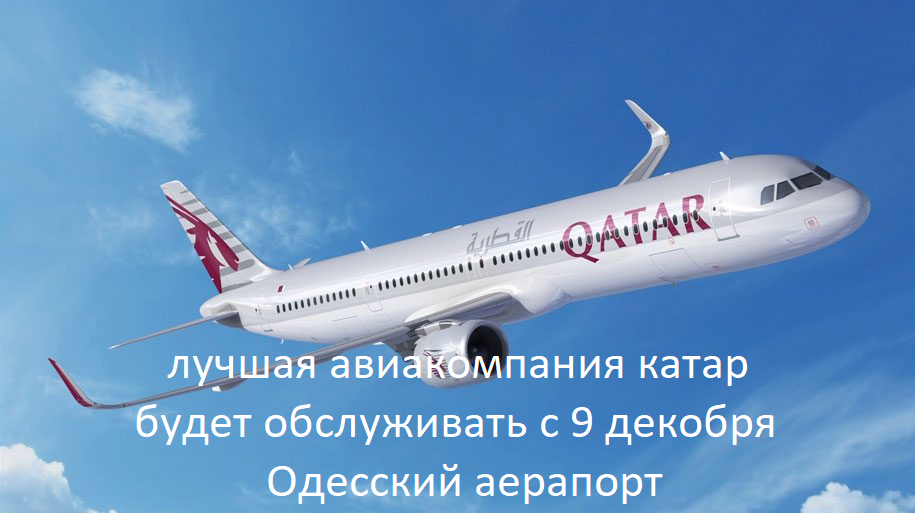 القطرية QATAR
лучшая авиакомпания катар
будет обслуживать с 9 декобря
Одесский аерапорт